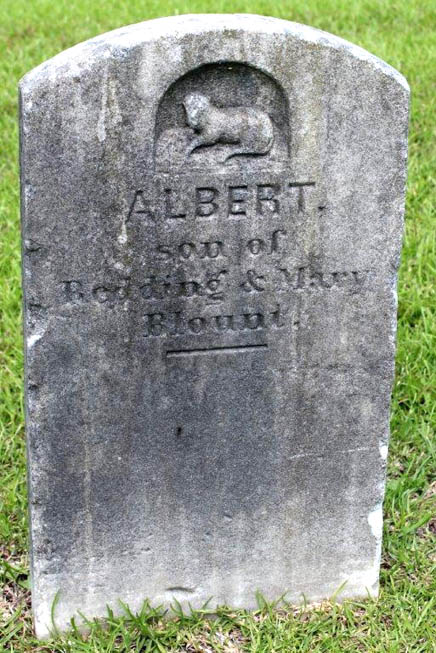 ALBERT.
son of
Redding & Mary
Blount.